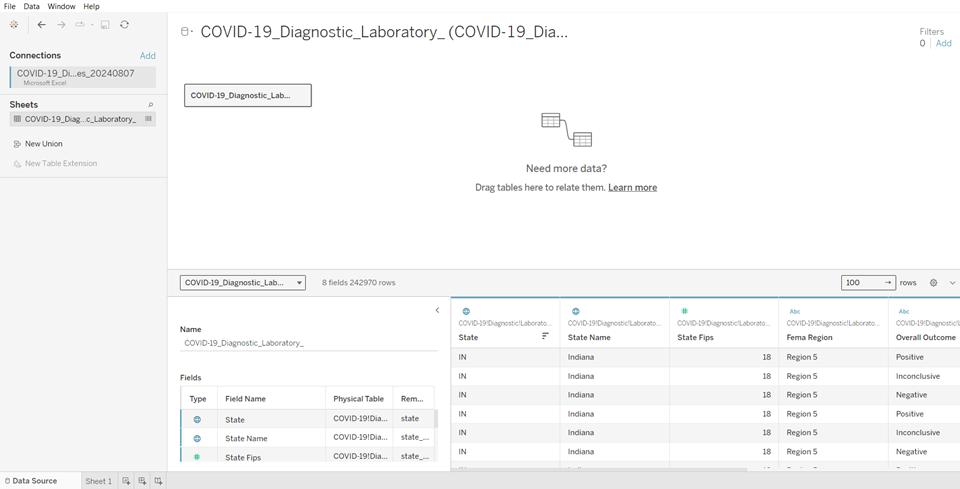 File Data Window Help
COVID-19_Diagnostic_Laboratory_ (COVID-19_Dia...
Filters
0 Add
Connections Add
COVID-19_Di...es_20240807
Microsoft Excel
Sheets
COVID-19_Diag...c_Laboratory_
New Union
New Table Extension
COVID-19_Diagnostic_Lab...
Need more data?
Drag tables here to relate them. Learn more
COVID-19_Diagnostic_Lab... 8 fields 242970 rows 100 → rows
Name
COVID-19_Diagnostic_Laboratory_
Fields
Type Field Name Physical Table Rem...
State COVID-19!Dia... state
State Name COVID-19!Dia... state_...
State Fips COVID-19!Dia... state_...
Abc Abc
COVID-19!Diagnostic!Laborato... COVID-19!Diagnostic!Laborato... COVID-19!Diagnostic!Laborato... COVID-19!Diagnostic!Laborato... COVID-19!Diagnostic!Labo
State State Name State Fips Fema Region Overall Outcome
IN Indiana 18 Region 5 Positive
IN Indiana 18 Region 5 Inconclusive
IN Indiana 18 Region 5 Negative
IN Indiana 18 Region 5 Positive
IN Indiana 18 Region 5 Inconclusive
IN Indiana 18 Region 5 Negative
Data Source Sheet 1